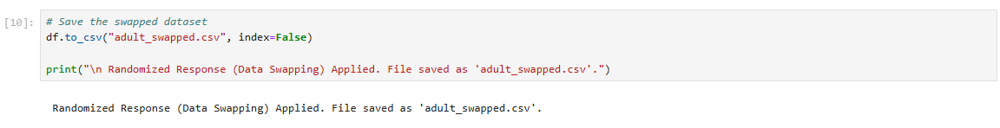 [10]: # Save the swapped dataset
df.to_csv("adult_swapped.csv", index=False)
print("\n Randomized Response (Data Swapping) Applied. File saved as 'adult_swapped.csv'.")
Randomized Response (Data Swapping) Applied. File saved as 'adult_swapped.csv'.